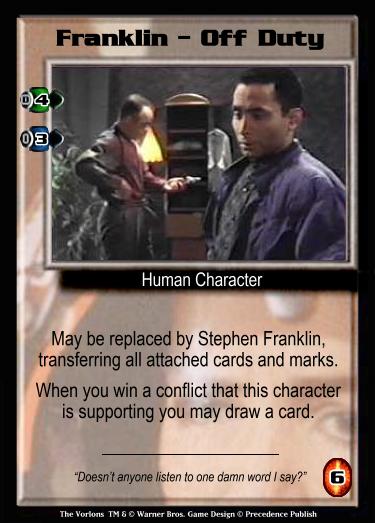 Franklin - Off Duty
4
3
Human Character
May be replaced by Stephen Franklin,
transferring all attached cards and marks.
When you win a conflict that this character
is supporting you may draw a card.
"Doesn't anyone listen to one damn word I say?"
6
The Vorlons TM & © Warner Bros. Game Design © Precedence Publish